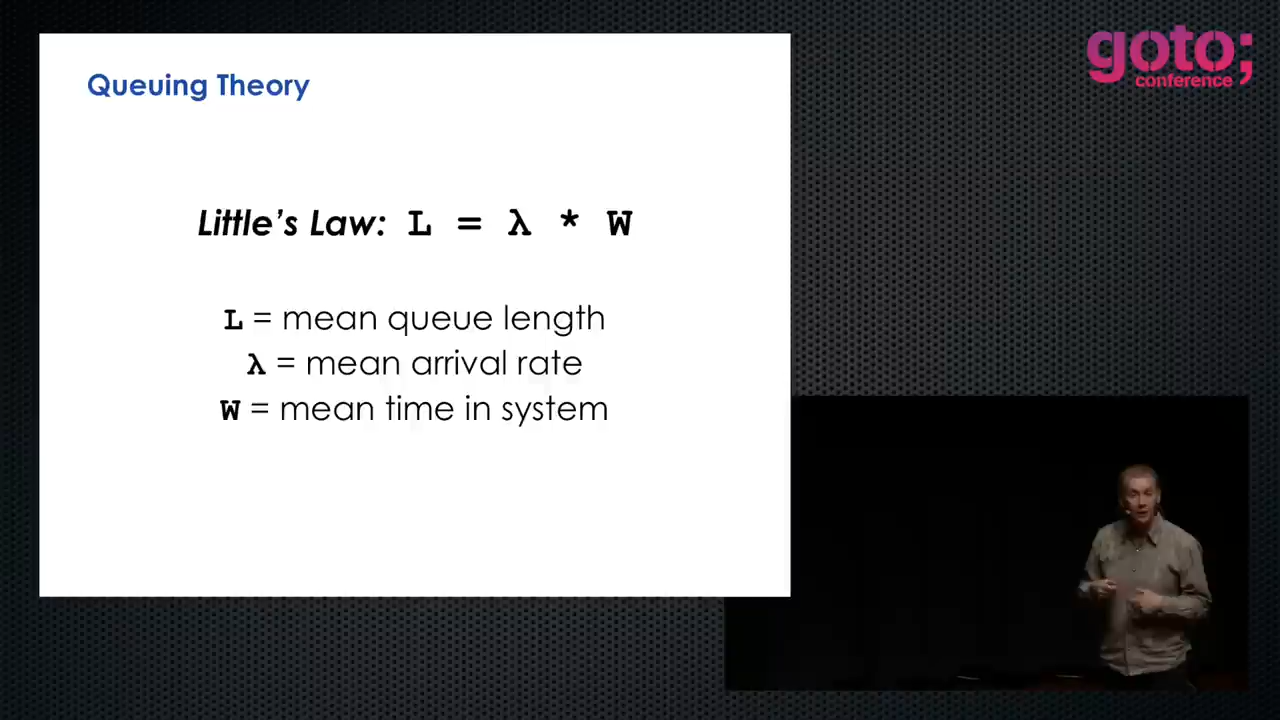 goto;
conference
Queuing Theory
Little's Law: L = λ * W
L = mean queue length
λ = mean arrival rate
W = mean time in system